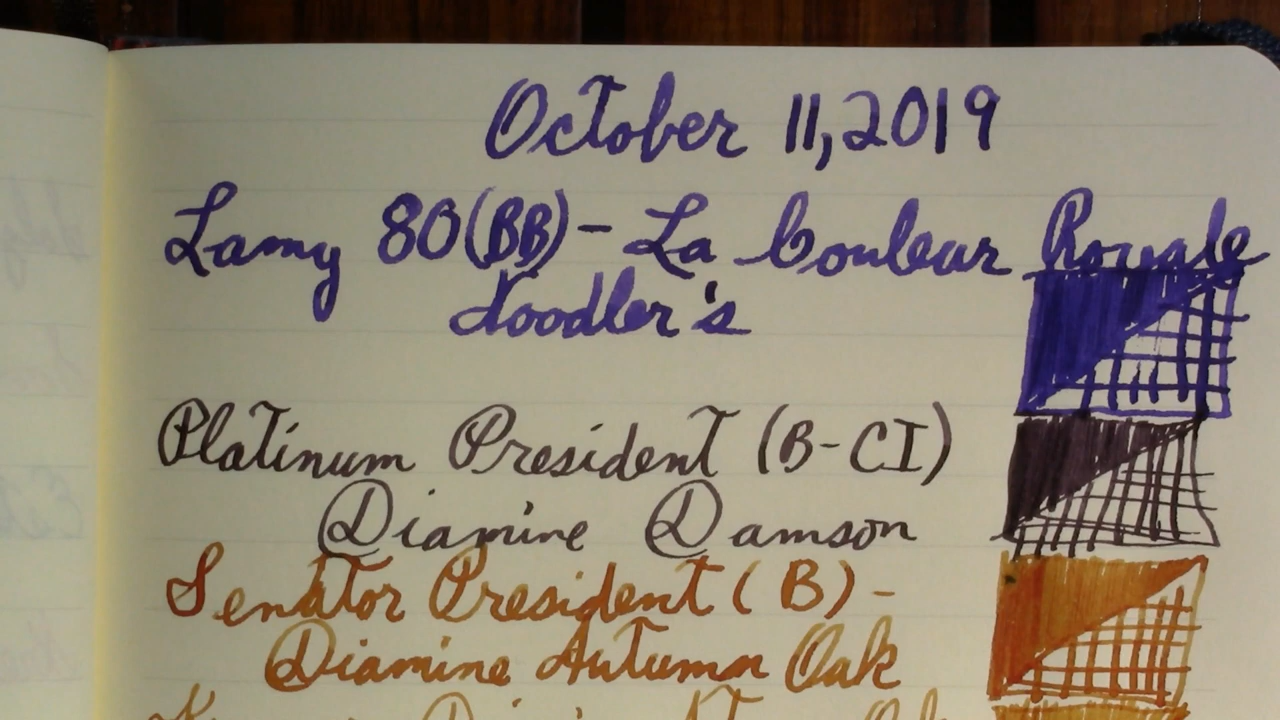 October 11, 2019
Lamy 80(BB) - La Couleur Royale
Noodler's
Platinum President (B-CI)
Diamine Damson
Senator President (B) -
Diamine Autumn Oak